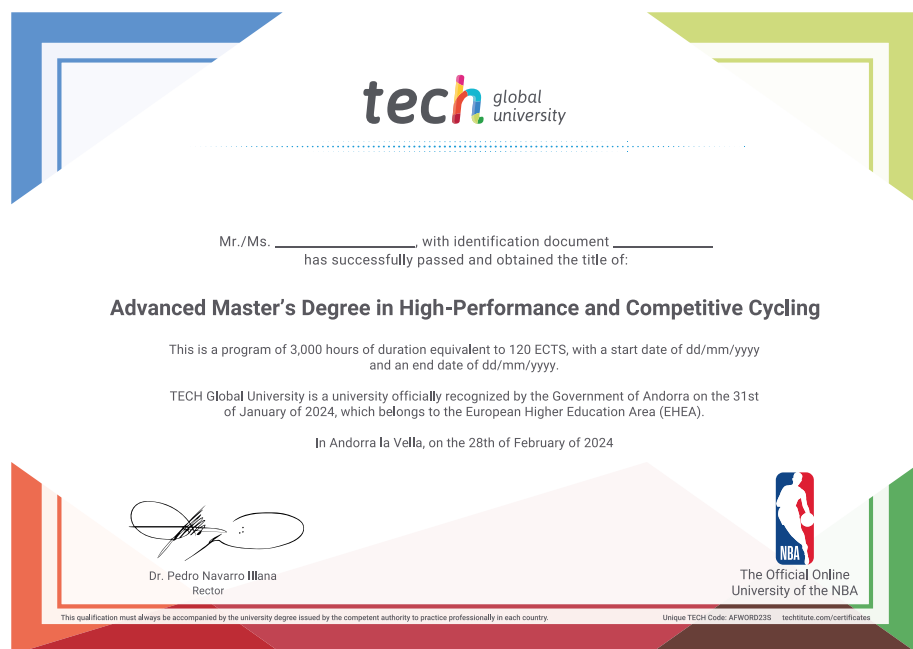 tech global university
Mr./Ms. ____________________, with identification document ______________
has successfully passed and obtained the title of:
Advanced Master's Degree in High-Performance and Competitive Cycling
This is a program of 3,000 hours of duration equivalent to 120 ECTS, with a start date of dd/mm/yyyy
and an end date of dd/mm/yyyy.
TECH Global University is a university officially recognized by the Government of Andorra on the 31st
of January of 2024, which belongs to the European Higher Education Area (EHEA).
In Andorra la Vella, on the 28th of February of 2024
NBA
Dr. Pedro Navarro Illana
Rector
The Official Online
University of the NBA
This qualification must always be accompanied by the university degree issued by the competent authority to practice professionally in each country.
Unique TECH Code: AFWORD23S techtitute.com/certificates